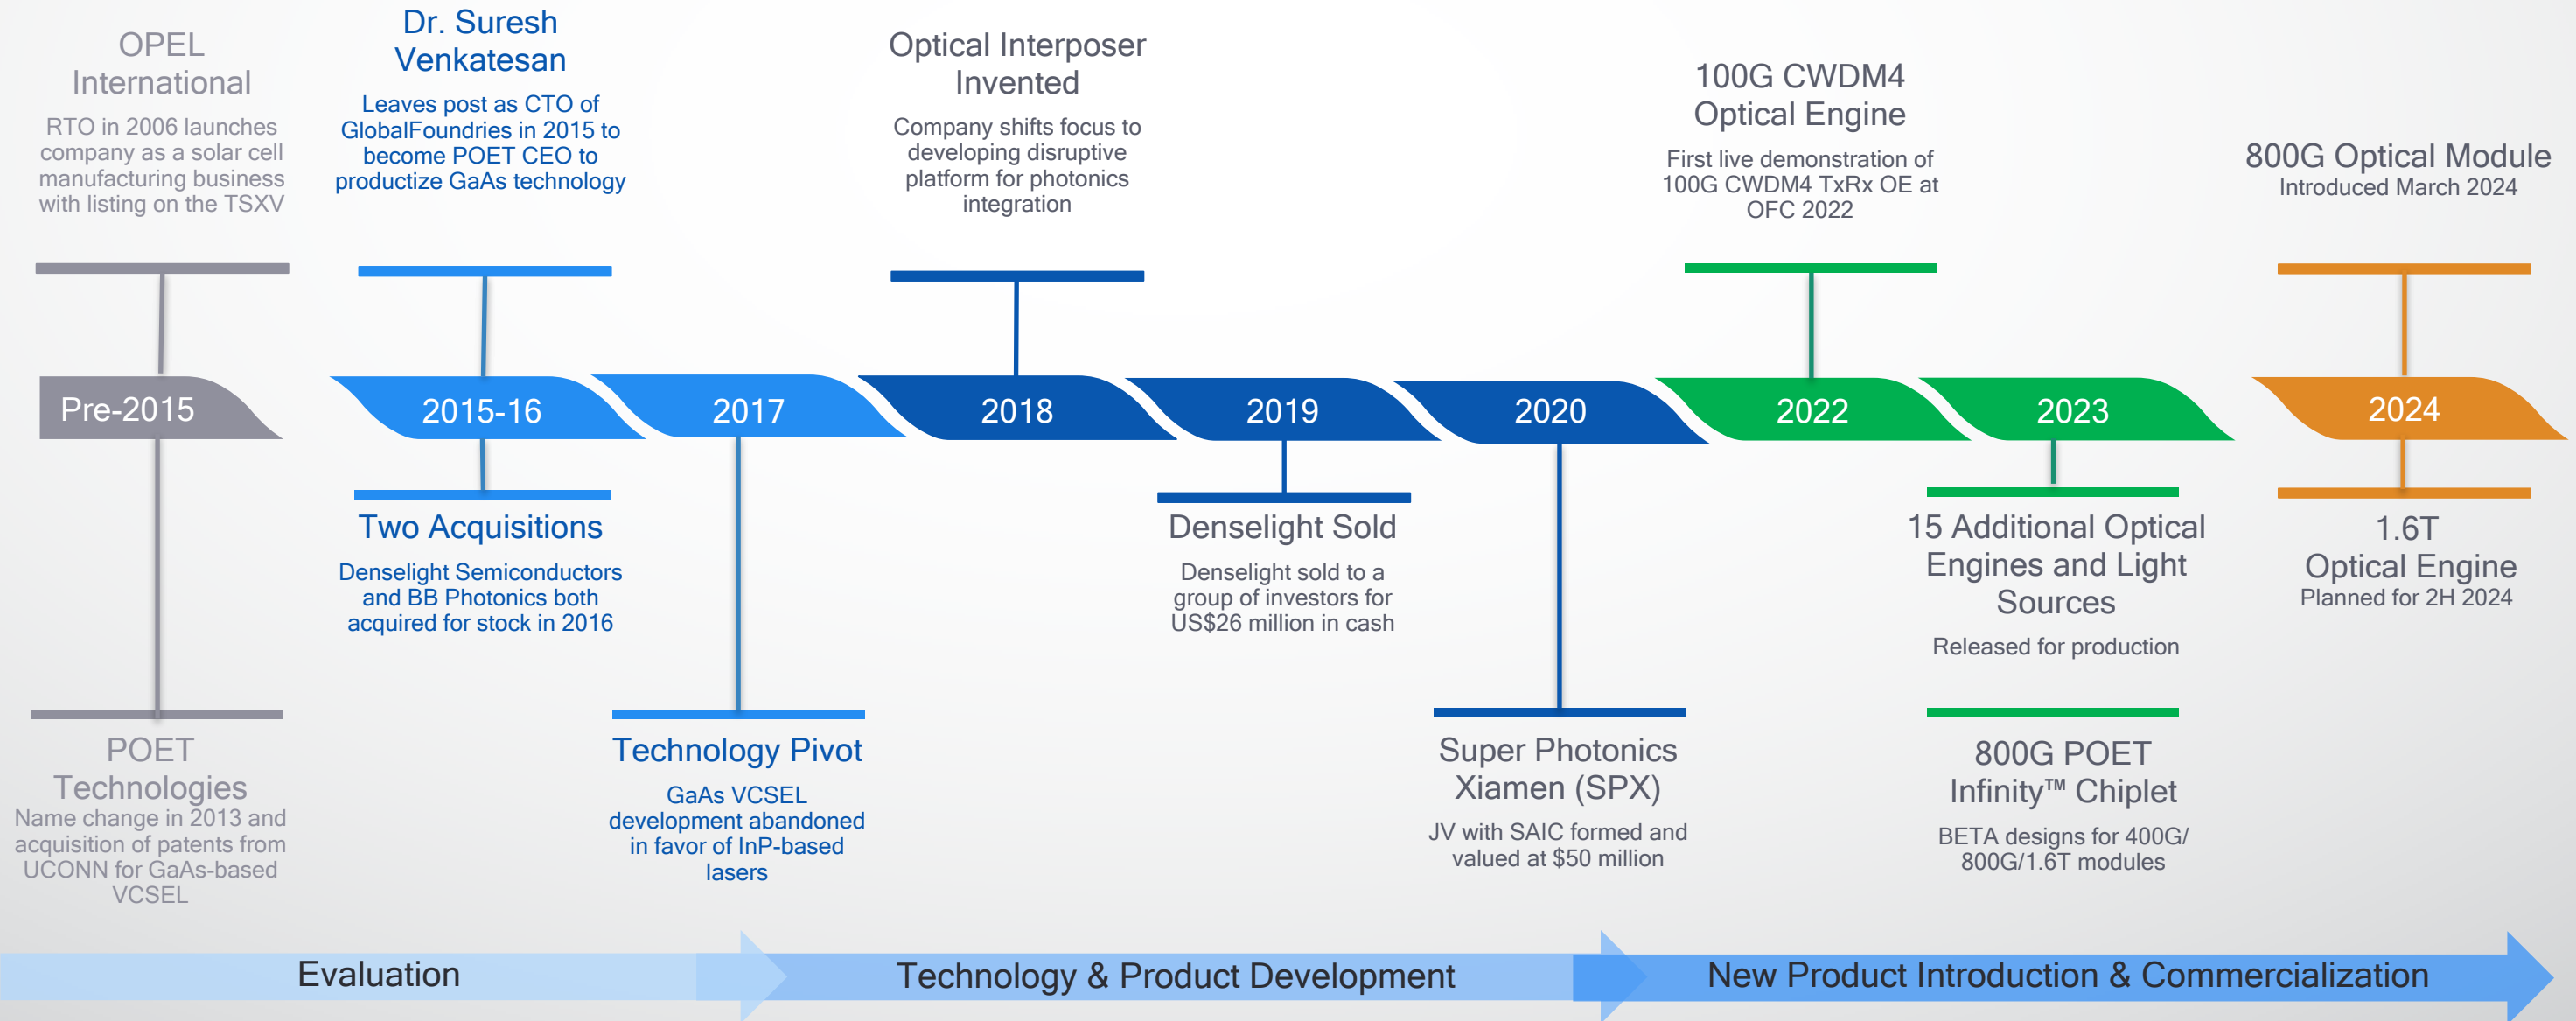 OPEL
International
RTO in 2006 launches
company as a solar cell
manufacturing business
with listing on the TSXV
Dr. Suresh
Venkatesan
Leaves post as CTO of
GlobalFoundries in 2015 to
become POET CEO to
productize GaAs technology
Optical Interposer
Invented
Company shifts focus to
developing disruptive
platform for photonics
integration
100G CWDM4
Optical Engine
First live demonstration of
100G CWDM4 TxRx OE at
OFC 2022
800G Optical Module
Introduced March 2024
Pre-2015
2015-16
2017
2018
2019
2020
2022
2023
2024
Two Acquisitions
Denselight Semiconductors
and BB Photonics both
acquired for stock in 2016
Denselight Sold
Denselight sold to a
group of investors for
US$26 million in cash
15 Additional Optical
Engines and Light
Sources
Released for production
1.6T
Optical Engine
Planned for 2H 2024
POET
Technologies
Name change in 2013 and
acquisition of patents from
UCONN for GaAs-based
VCSEL
Technology Pivot
GaAs VCSEL
development abandoned
in favor of InP-based
lasers
Super Photonics
Xiamen (SPX)
JV with SAIC formed and
valued at $50 million
800G POET
Infinity™ Chiplet
BETA designs for 400G/
800G/1.6T modules
Evaluation
Technology & Product Development
New Product Introduction & Commercialization